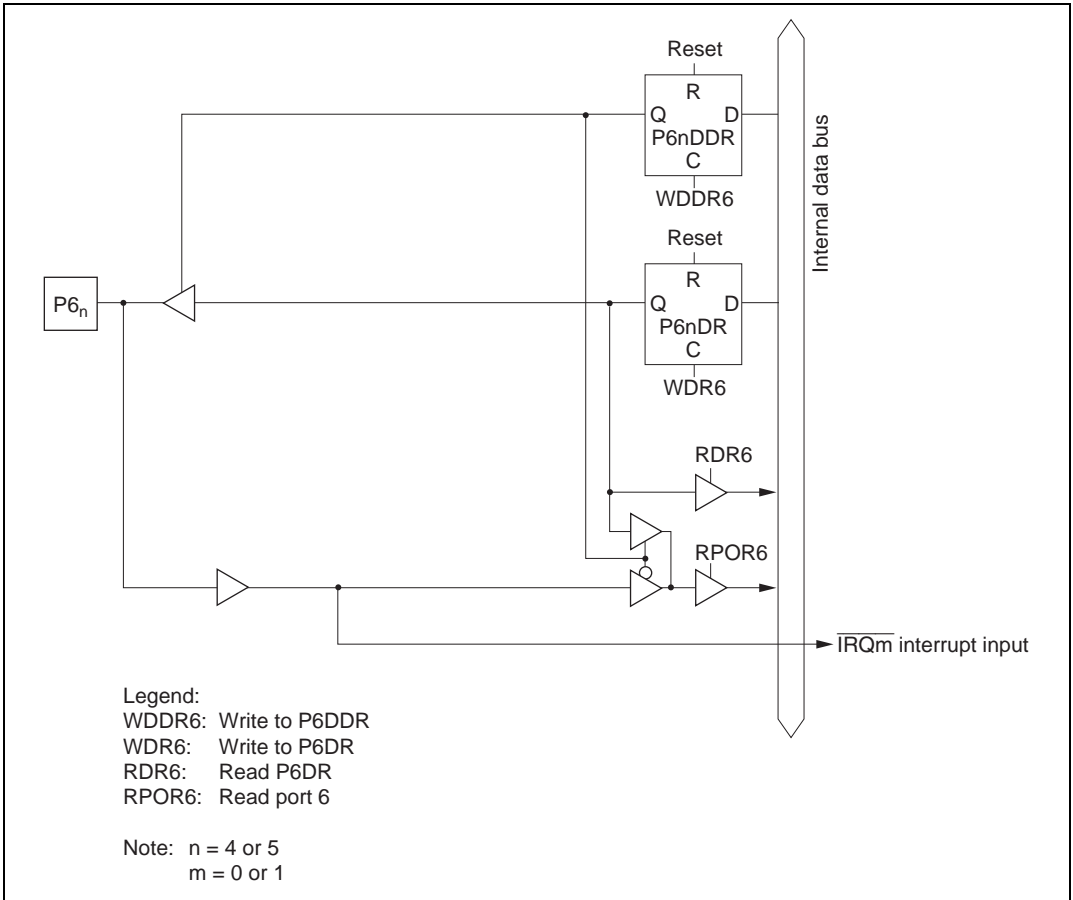 Reset
R
Q D
P6nDDR
C
WDDR6
Internal data bus
Reset
R
P6n
Q D
P6nDR
C
WDR6
RDR6
RPOR6
IRQm interrupt input
Legend:
WDDR6: Write to P6DDR
WDR6: Write to P6DR
RDR6: Read P6DR
RPOR6: Read port 6
Note: n = 4 or 5
m = 0 or 1